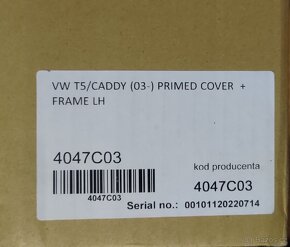 VW T5/CADDY (03-) PRIMED COVER +
FRAME LH
4047C03
kod producenta
4047C03
4047C03
Serial no.: 00101120220714